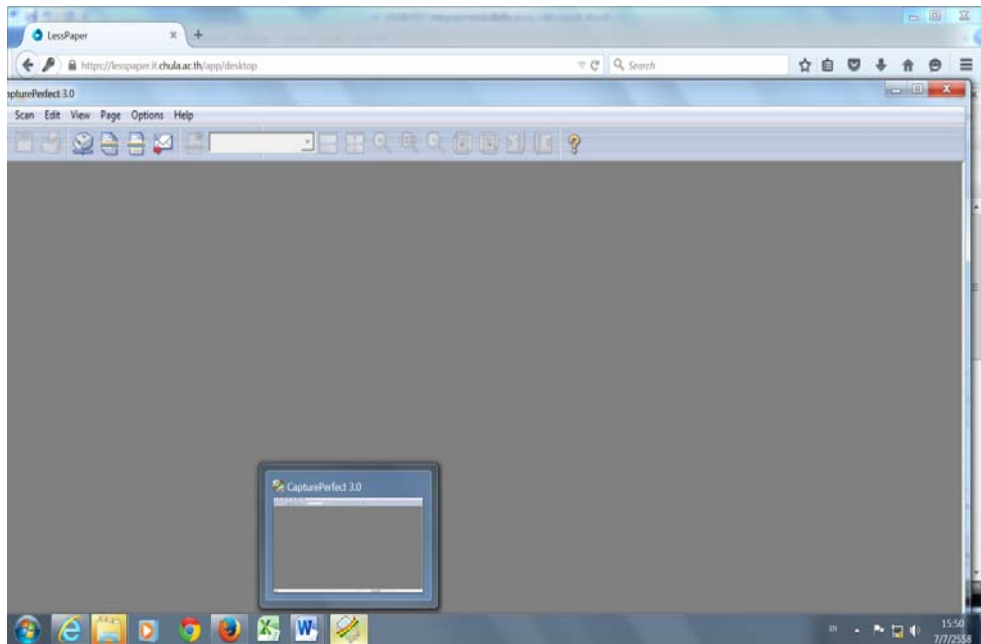 LessPaper
https://lesspaper.it.chula.ac.th/app/desktop
Search
apturePerfect 3.0
Scan Edit View Page Options Help
CapturePerfect 3.0
EN
15:50
7/7/2558